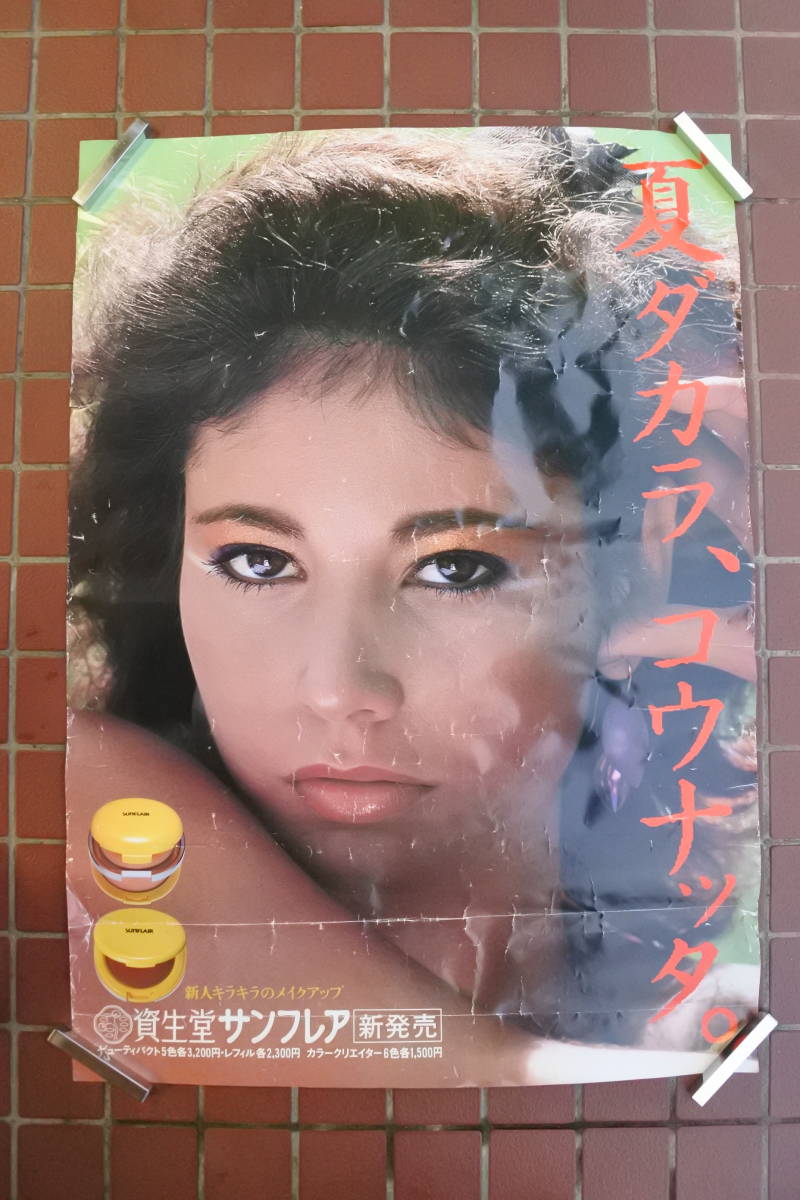 夏ダカラ、コウナッタ。
SUNFLAIR
SUNFLAIR
新人キラキラのメイクアップ
資生堂 サンフレア 新発売
ビューティパクト5色各3,200円・レフィル各2,300円 カラークリエイター6色各1,500円